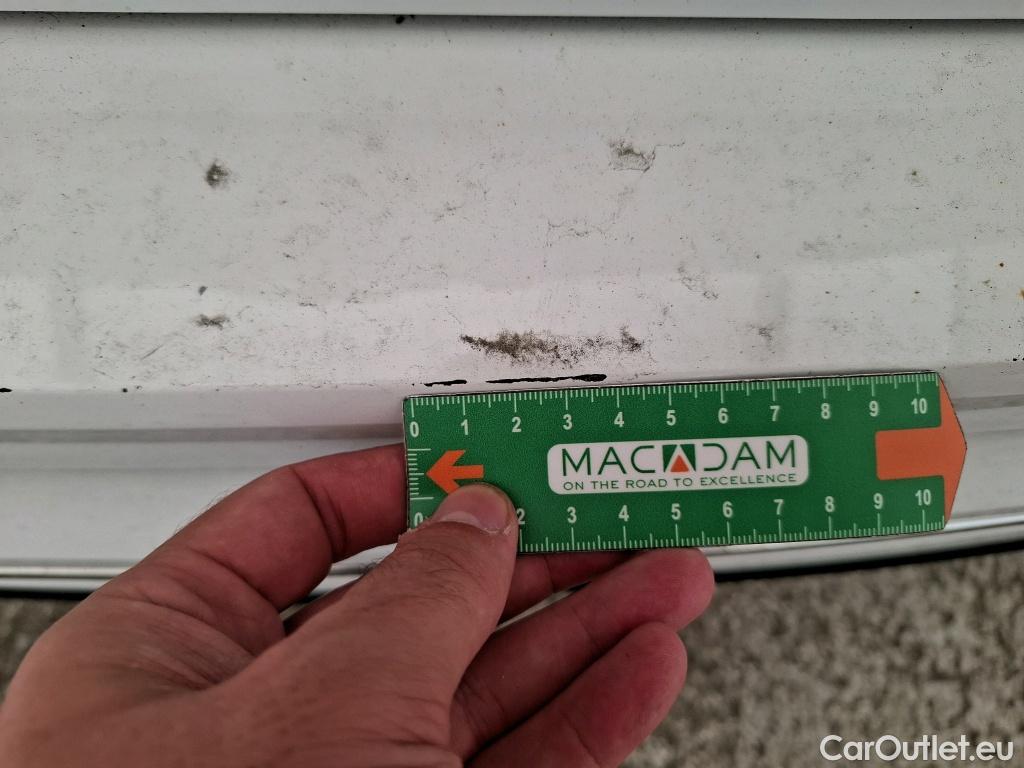 0 1 2 3 4 5 6 7 8 9 10
MACADAM
ON THE ROAD TO EXCELLENCE
0 2 3 4 5 6 7 8 9 10
CarOutlet.eu